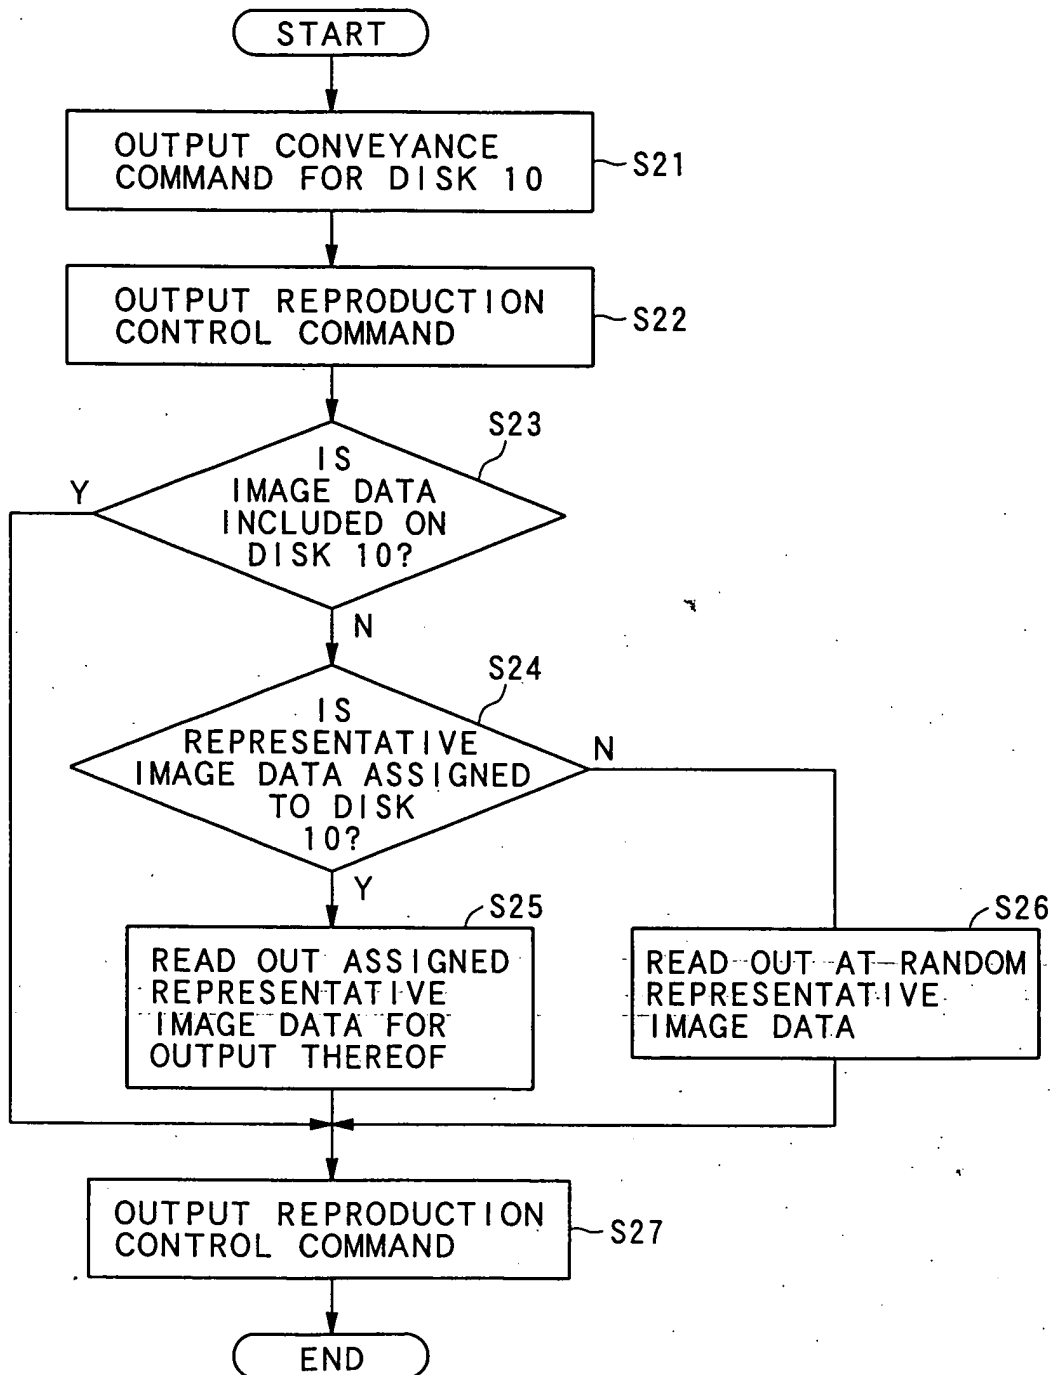 START
OUTPUT CONVEYANCE
COMMAND FOR DISK 10
S21
OUTPUT REPRODUCTION
CONTROL COMMAND
S22
S23
IS
IMAGE DATA
INCLUDED ON
DISK 10?
Y
N
S24
IS
REPRESENTATIVE
IMAGE DATA ASSIGNED
TO DISK
10?
N
Y
S25
READ OUT ASSIGNED
REPRESENTATIVE
IMAGE DATA FOR
OUTPUT THEREOF
S26
READ OUT AT RANDOM
REPRESENTATIVE
IMAGE DATA
OUTPUT REPRODUCTION
CONTROL COMMAND
S27
END